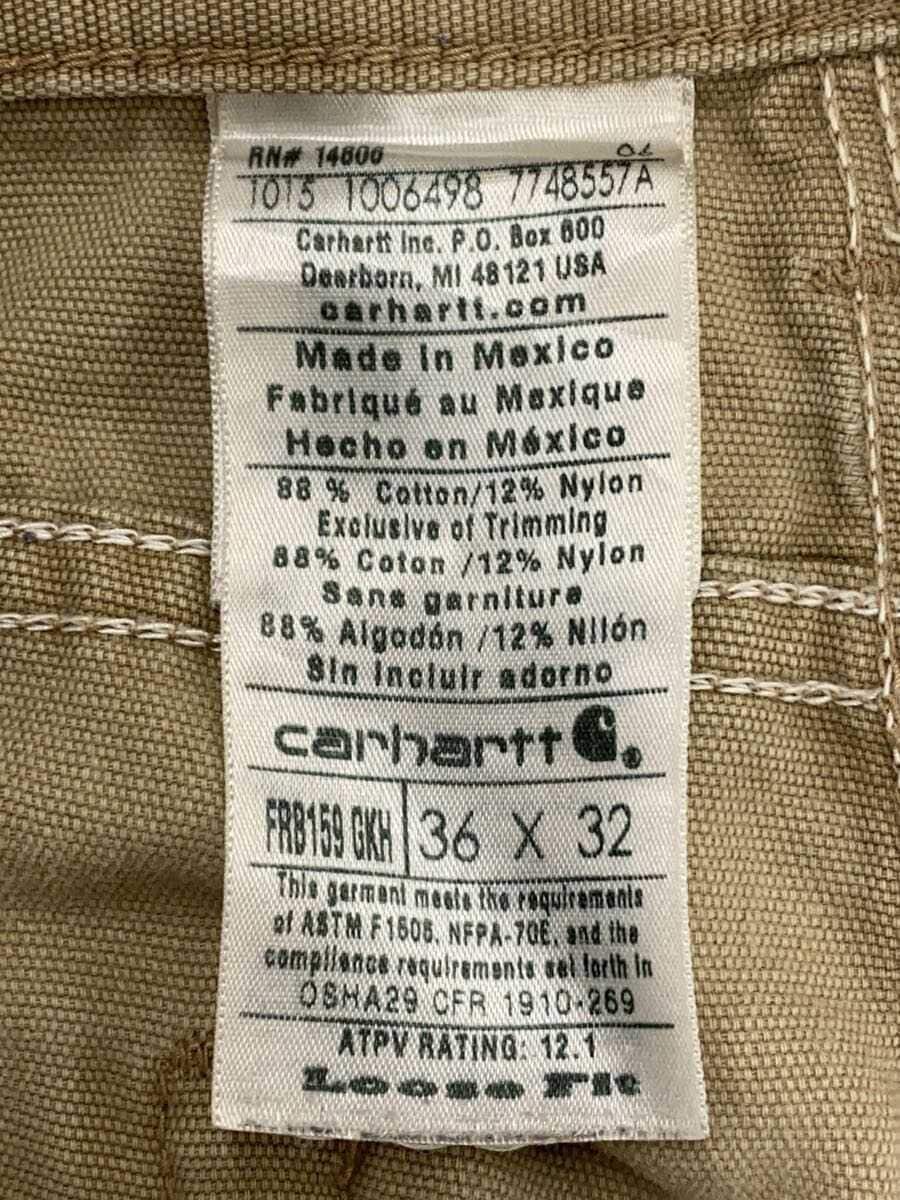 RN# 14806 02
1015 1006498 7748557A
Carhartt Inc. P.O. Box 600
Dearborn, MI 48121 USA
carhartt.com
Made In Mexico
Fabriqué au Mexique
Hecho en México
88 % Cotton/12% Nylon
Exclusive of Trimming
88% Coton /12% Nylon
Sans garniture
88% Algodón /12% Nilón
Sin incluir adorno
carhartt
FRB159 GKH 36 X 32
This garment meets the requirements
of ASTM F1506, NFPA-70E, and the
compliance requirements set forth in
OSHA29 CFR 1910-269
ATPV RATING: 12.1
Loose Fit